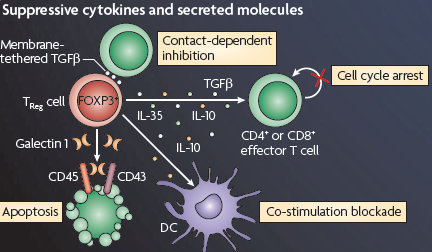 Suppressive cytokines and secreted molecules
Membrane-
tethered TGFβ
Contact-dependent
inhibition
TGFβ
Cell cycle arrest
TReg cell
FOXP3+
IL-35
IL-10
CD4+ or CD8+
effector T cell
Galectin 1
IL-10
CD45
CD43
Apoptosis
DC
Co-stimulation blockade